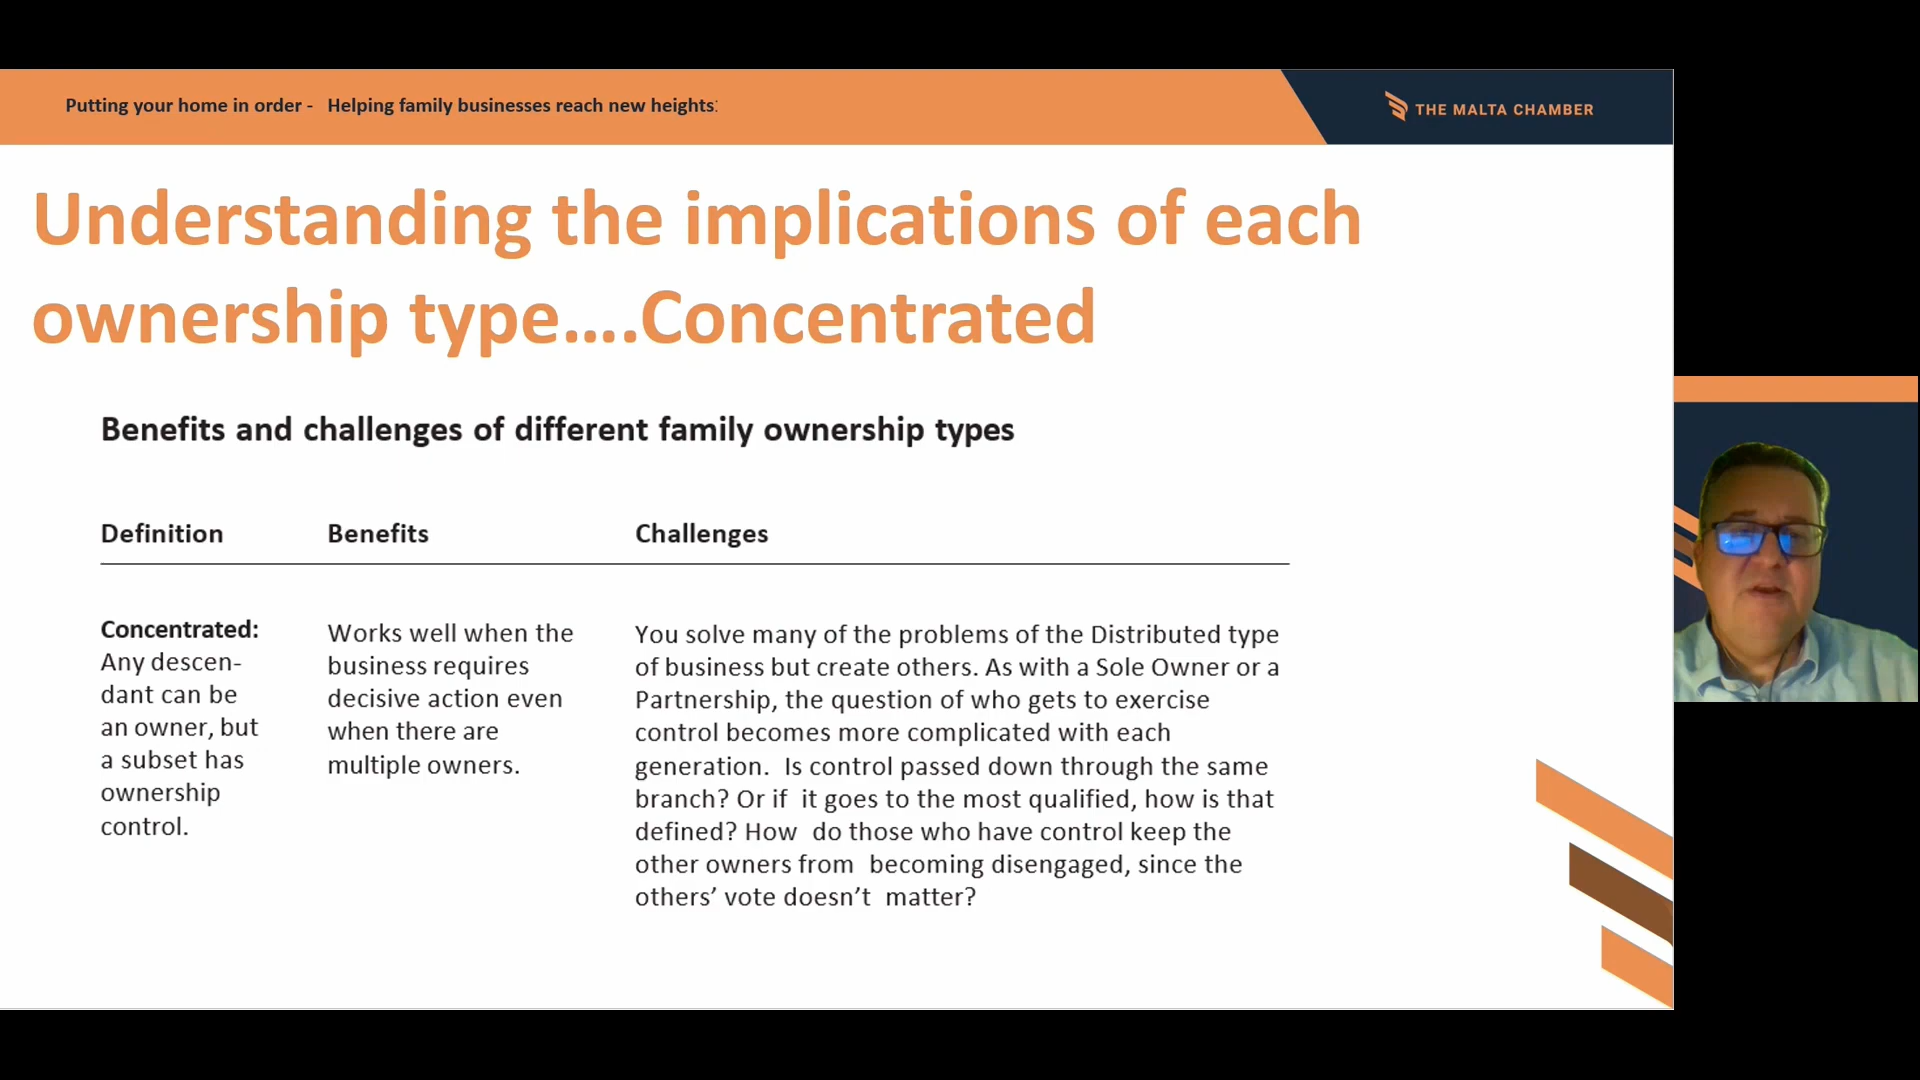 Putting your home in order -   Helping family businesses reach new heights:
THE MALTA CHAMBER
Understanding the implications of each
ownership type....Concentrated
Benefits and challenges of different family ownership types
Definition
Benefits
Challenges
Concentrated:
Any descen-
dant can be
an owner, but
a subset has
ownership
control.
Works well when the
business requires
decisive action even
when there are
multiple owners.
You solve many of the problems of the Distributed type
of business but create others. As with a Sole Owner or a
Partnership, the question of who gets to exercise
control becomes more complicated with each
generation.  Is control passed down through the same
branch? Or if  it goes to the most qualified, how is that
defined? How  do those who have control keep the
other owners from  becoming disengaged, since the
others’ vote doesn’t  matter?